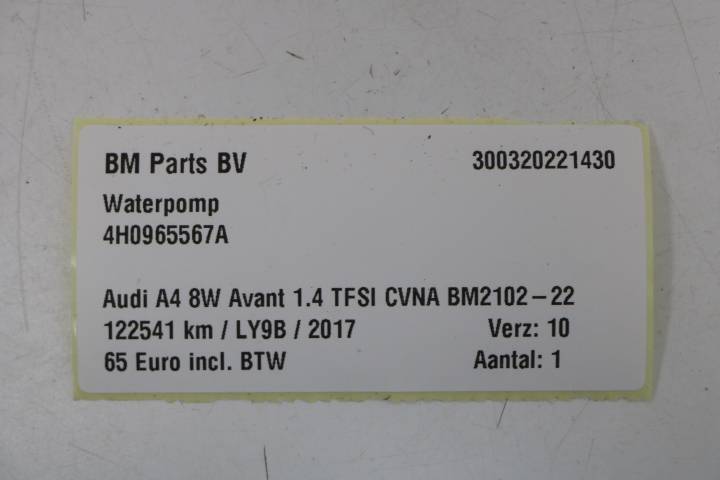 BM Parts BV 300320221430
Waterpomp
4H0965567A
Audi A4 8W Avant 1.4 TFSI CVNA BM2102-22
122541 km / LY9B / 2017 Verz: 10
65 Euro incl. BTW Aantal: 1